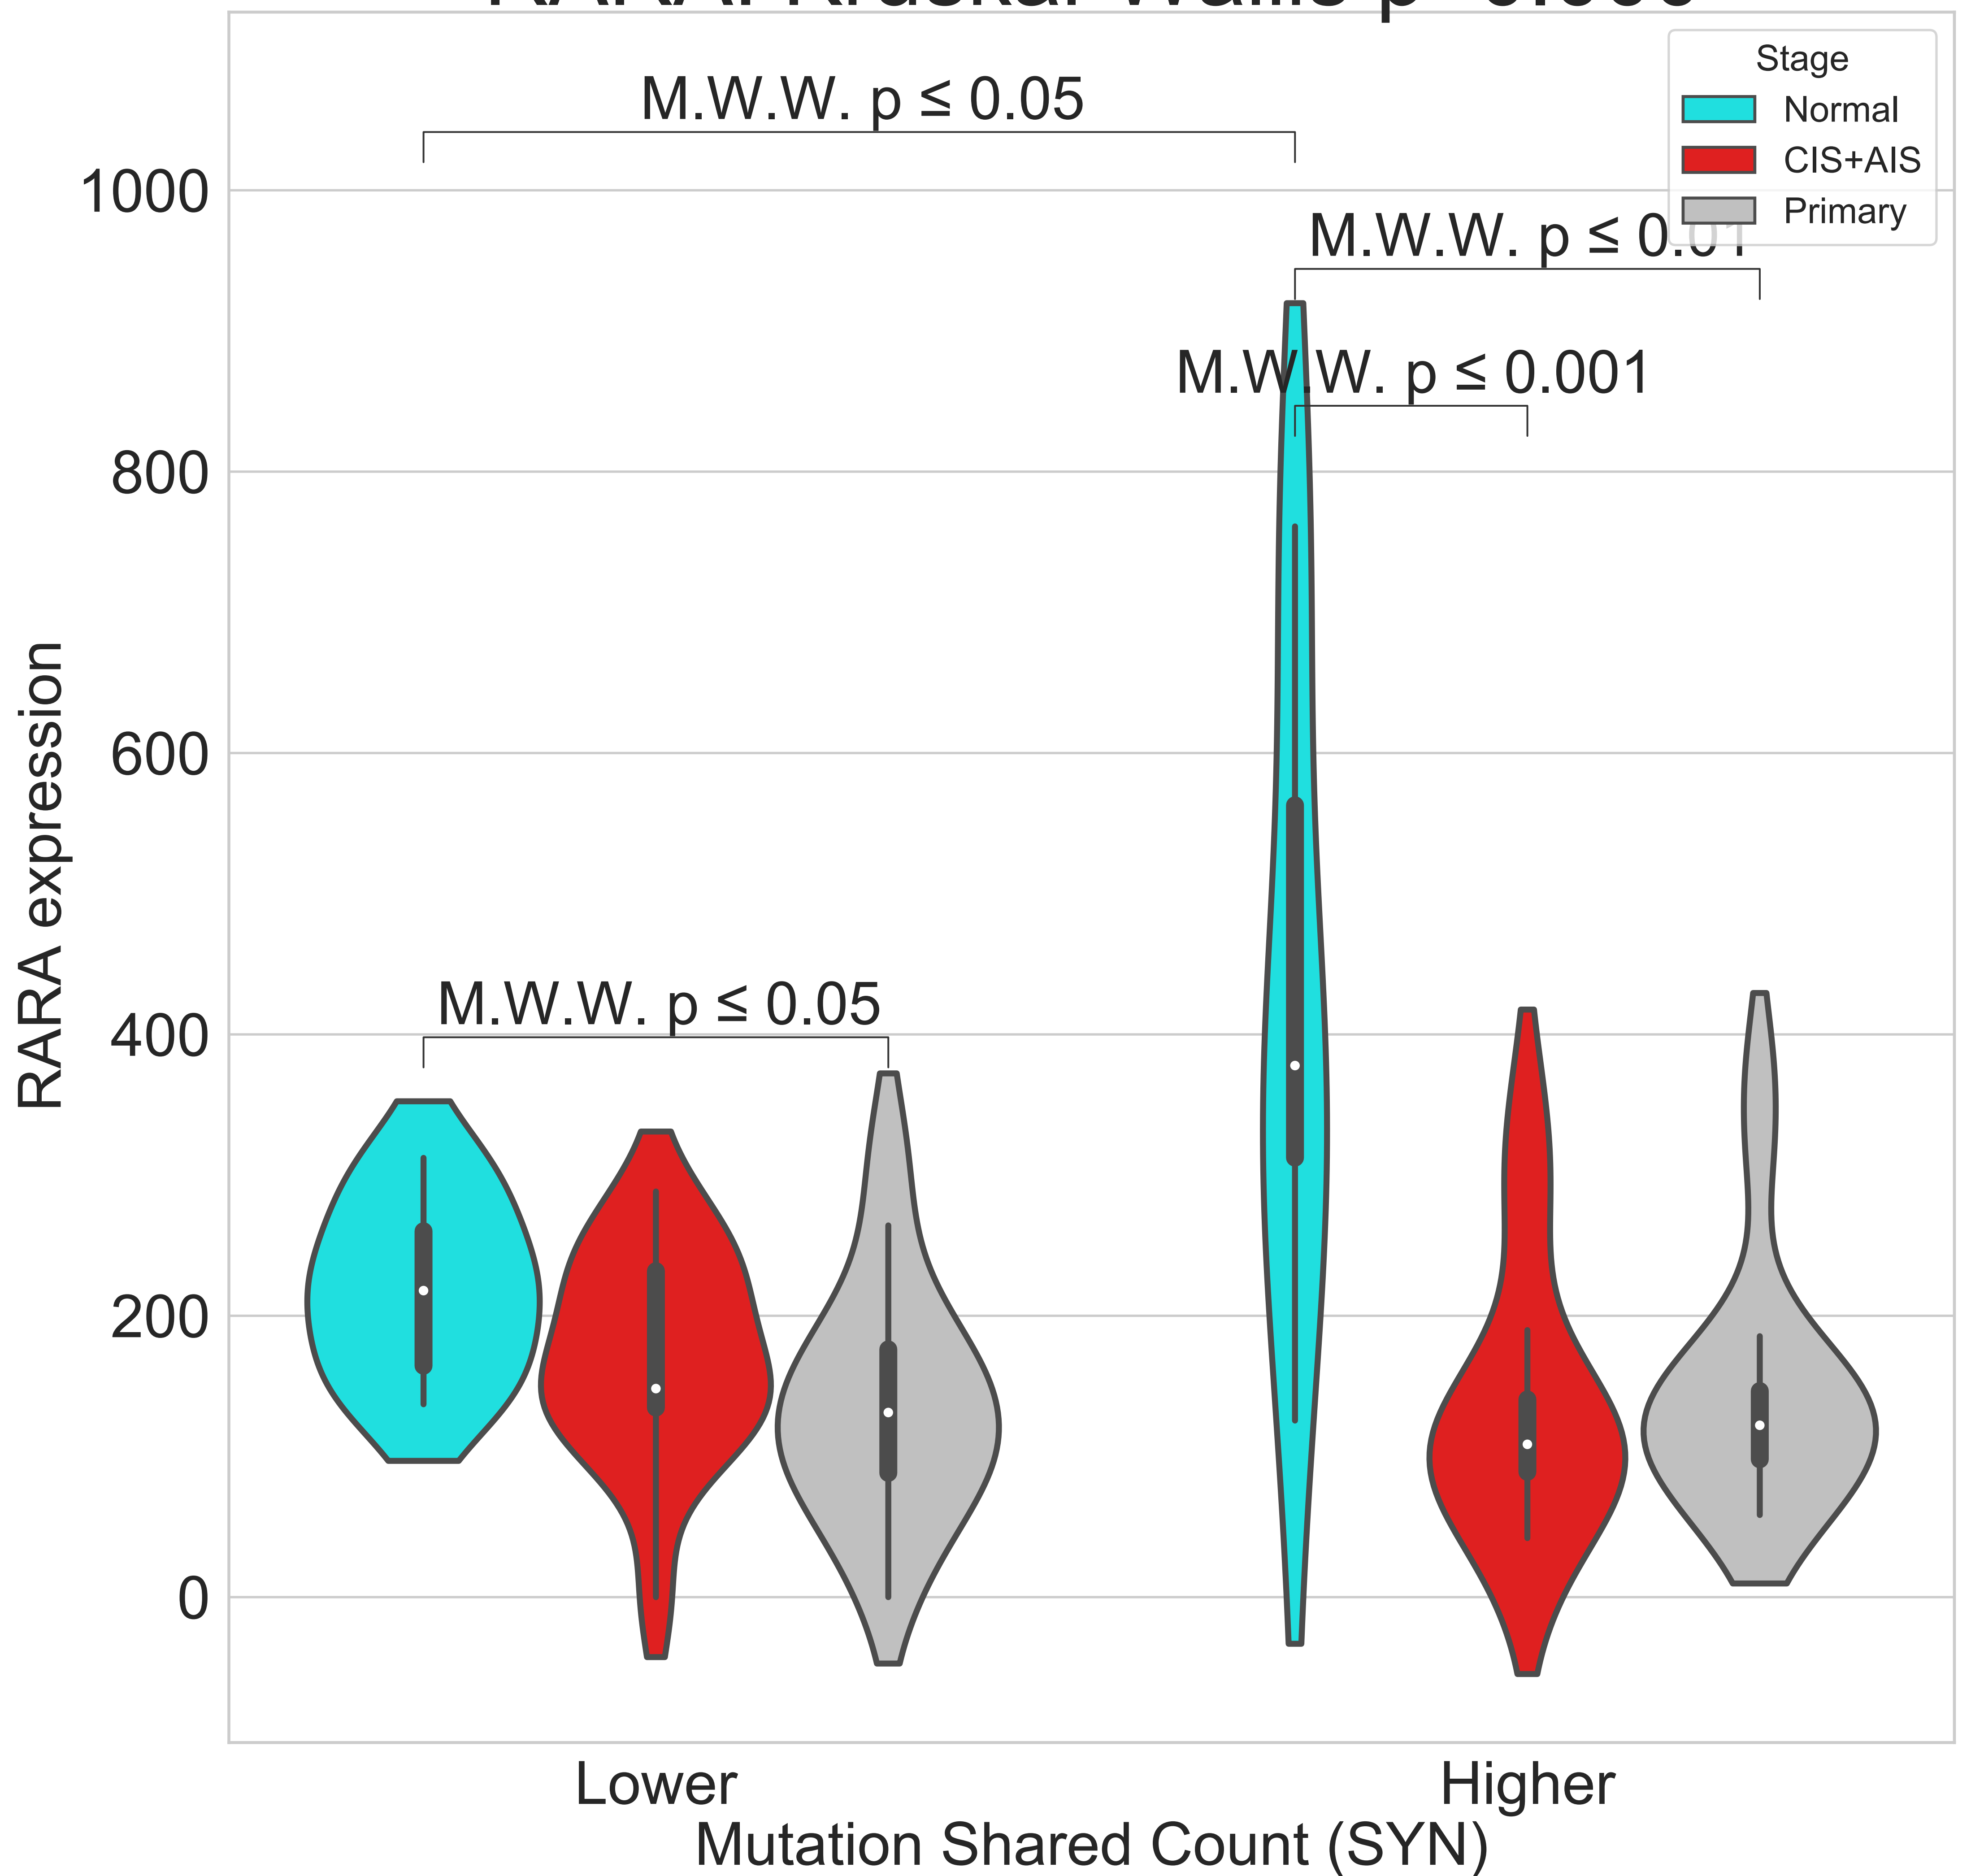 Stage
Normal
CIS+AIS
Primary
M.W.W. p ≤ 0.05
M.W.W. p ≤ 0.01
M.W.W. p ≤ 0.001
M.W.W. p ≤ 0.05
1000
800
600
400
200
0
RARA expression
Lower
Higher
Mutation Shared Count (SYN)